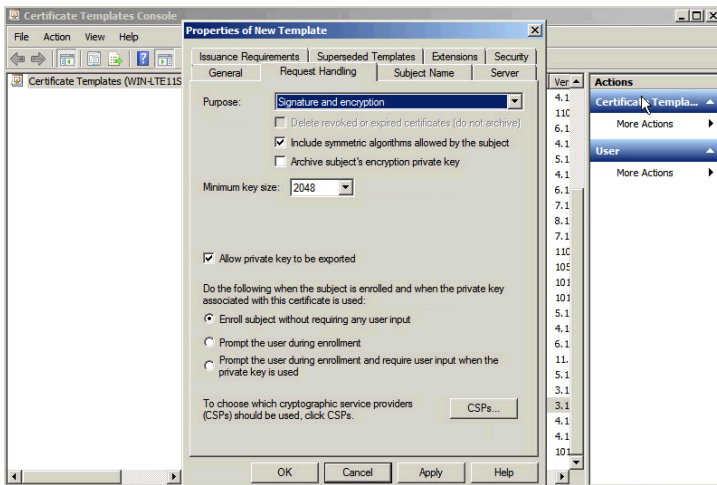 Certificate Templates Console
File Action View Help
Certificate Templates (WIN-LTE11S
Properties of New Template
Issuance Requirements Superseded Templates Extensions Security
General Request Handling Subject Name Server
Purpose: Signature and encryption
Delete revoked or expired certificates (do not archive)
Include symmetric algorithms allowed by the subject
Archive subject's encryption private key
Minimum key size: 2048
Allow private key to be exported
Do the following when the subject is enrolled and when the private key
associated with this certificate is used:
Enroll subject without requiring any user input
Prompt the user during enrollment
Prompt the user during enrollment and require user input when the
private key is used
To choose which cryptographic service providers
(CSPs) should be used, click CSPs.
CSPs...
OK Cancel Apply Help
Ver
4.1
110
6.1
4.1
5.1
4.1
6.1
7.1
8.1
7.1
110
105
101
101
5.1
4.1
6.1
11.
5.1
3.1
3.1
4.1
4.1
101
Actions
Certificate Templa...
More Actions
User
More Actions